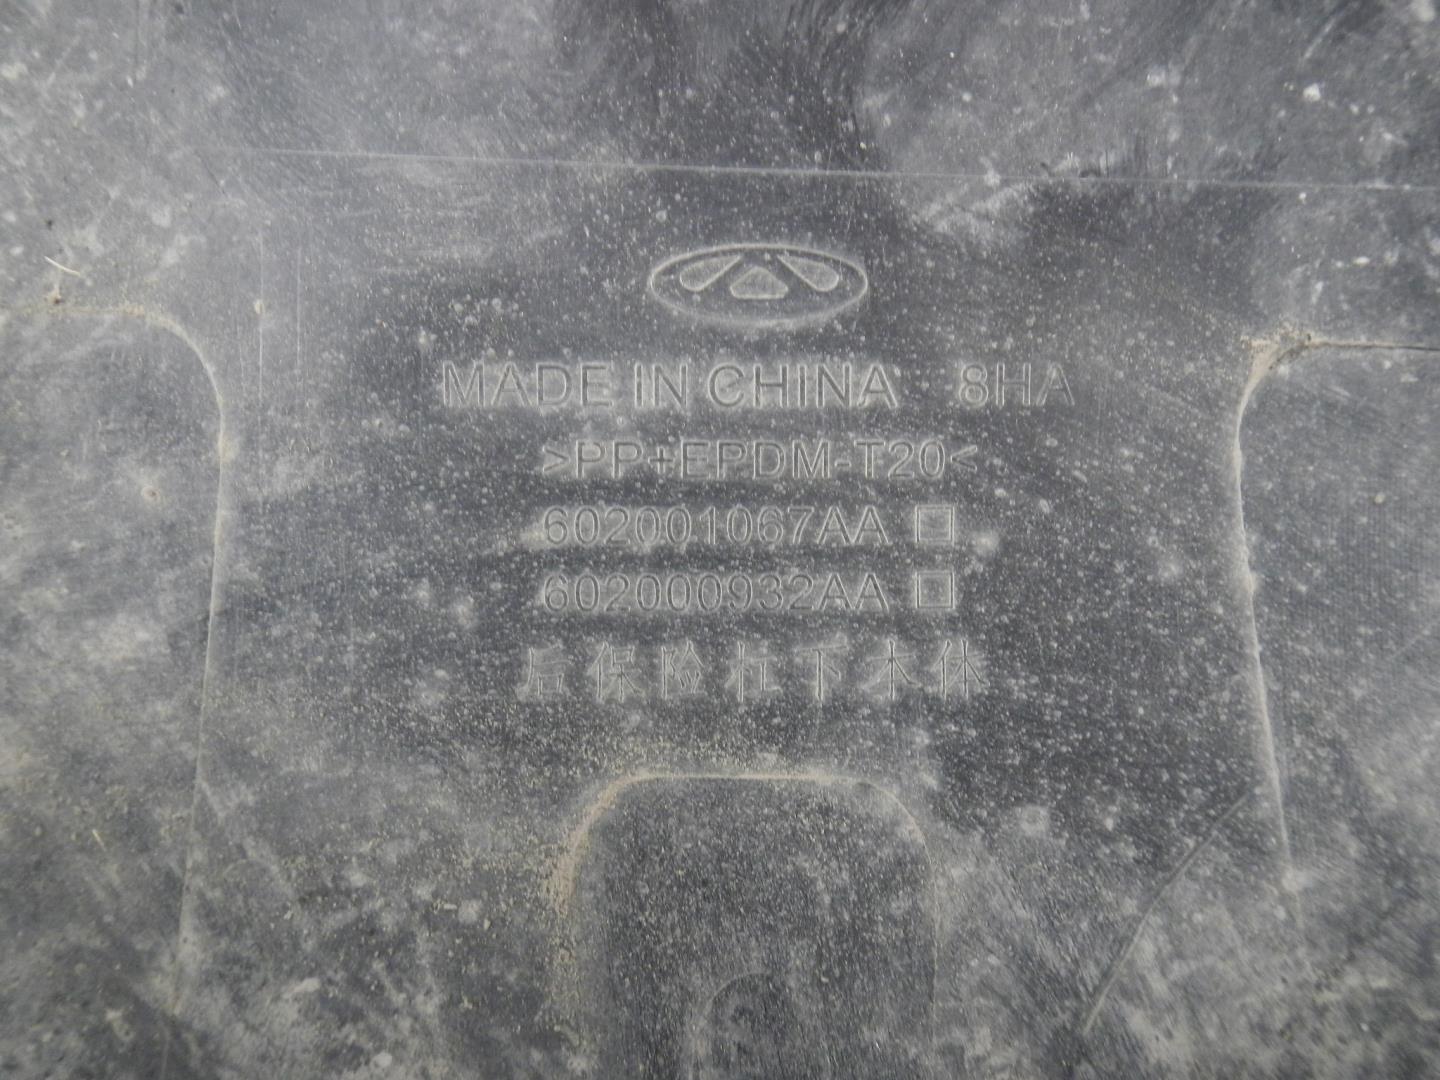 MADE IN CHINA 8HA
>PP+EPDM-T20<
602001067AA □
602000932AA □
后保险杠下本体